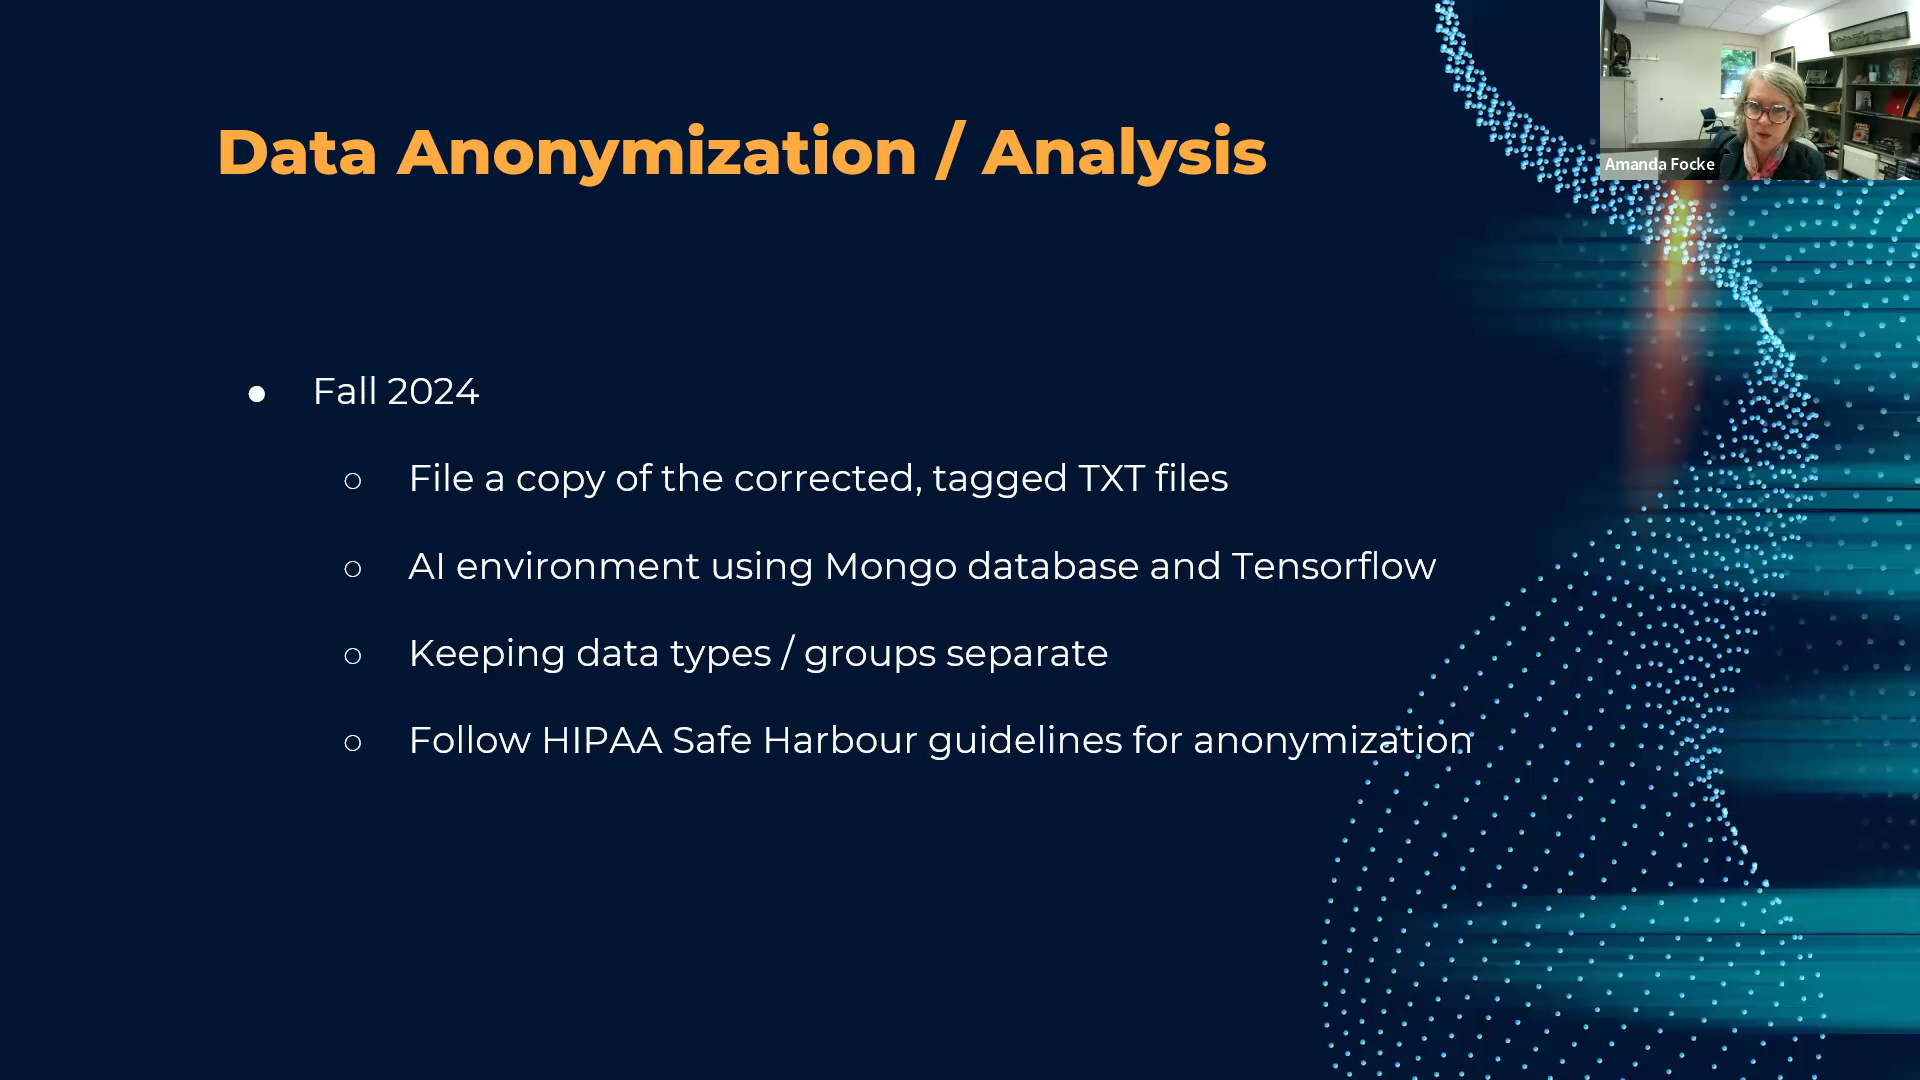 Data Anonymization / Analysis
Amanda Focke
● Fall 2024
○ File a copy of the corrected, tagged TXT files
○ AI environment using Mongo database and Tensorflow
○ Keeping data types / groups separate
○ Follow HIPAA Safe Harbour guidelines for anonymization